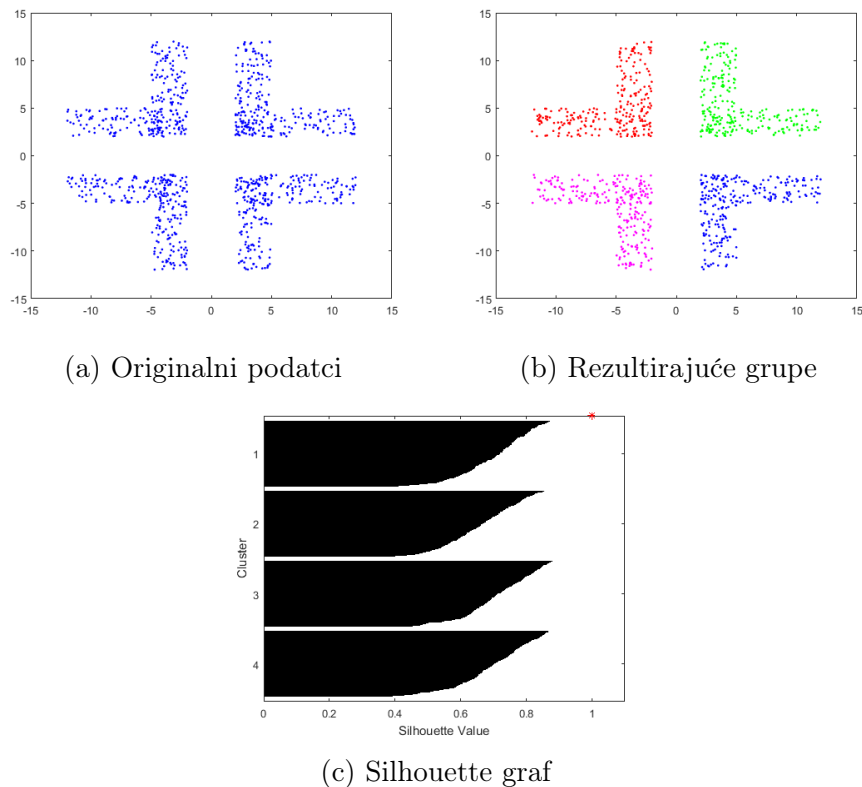 15
10
5
0
-5
-10
-15
-15 -10 -5 0 5 10 15
15
10
5
0
-5
-10
-15
-15 -10 -5 0 5 10 15
(a) Originalni podatci
(b) Rezultirajuće grupe
1
2
3
4
Cluster
0 0.2 0.4 0.6 0.8 1
Silhouette Value
(c) Silhouette graf